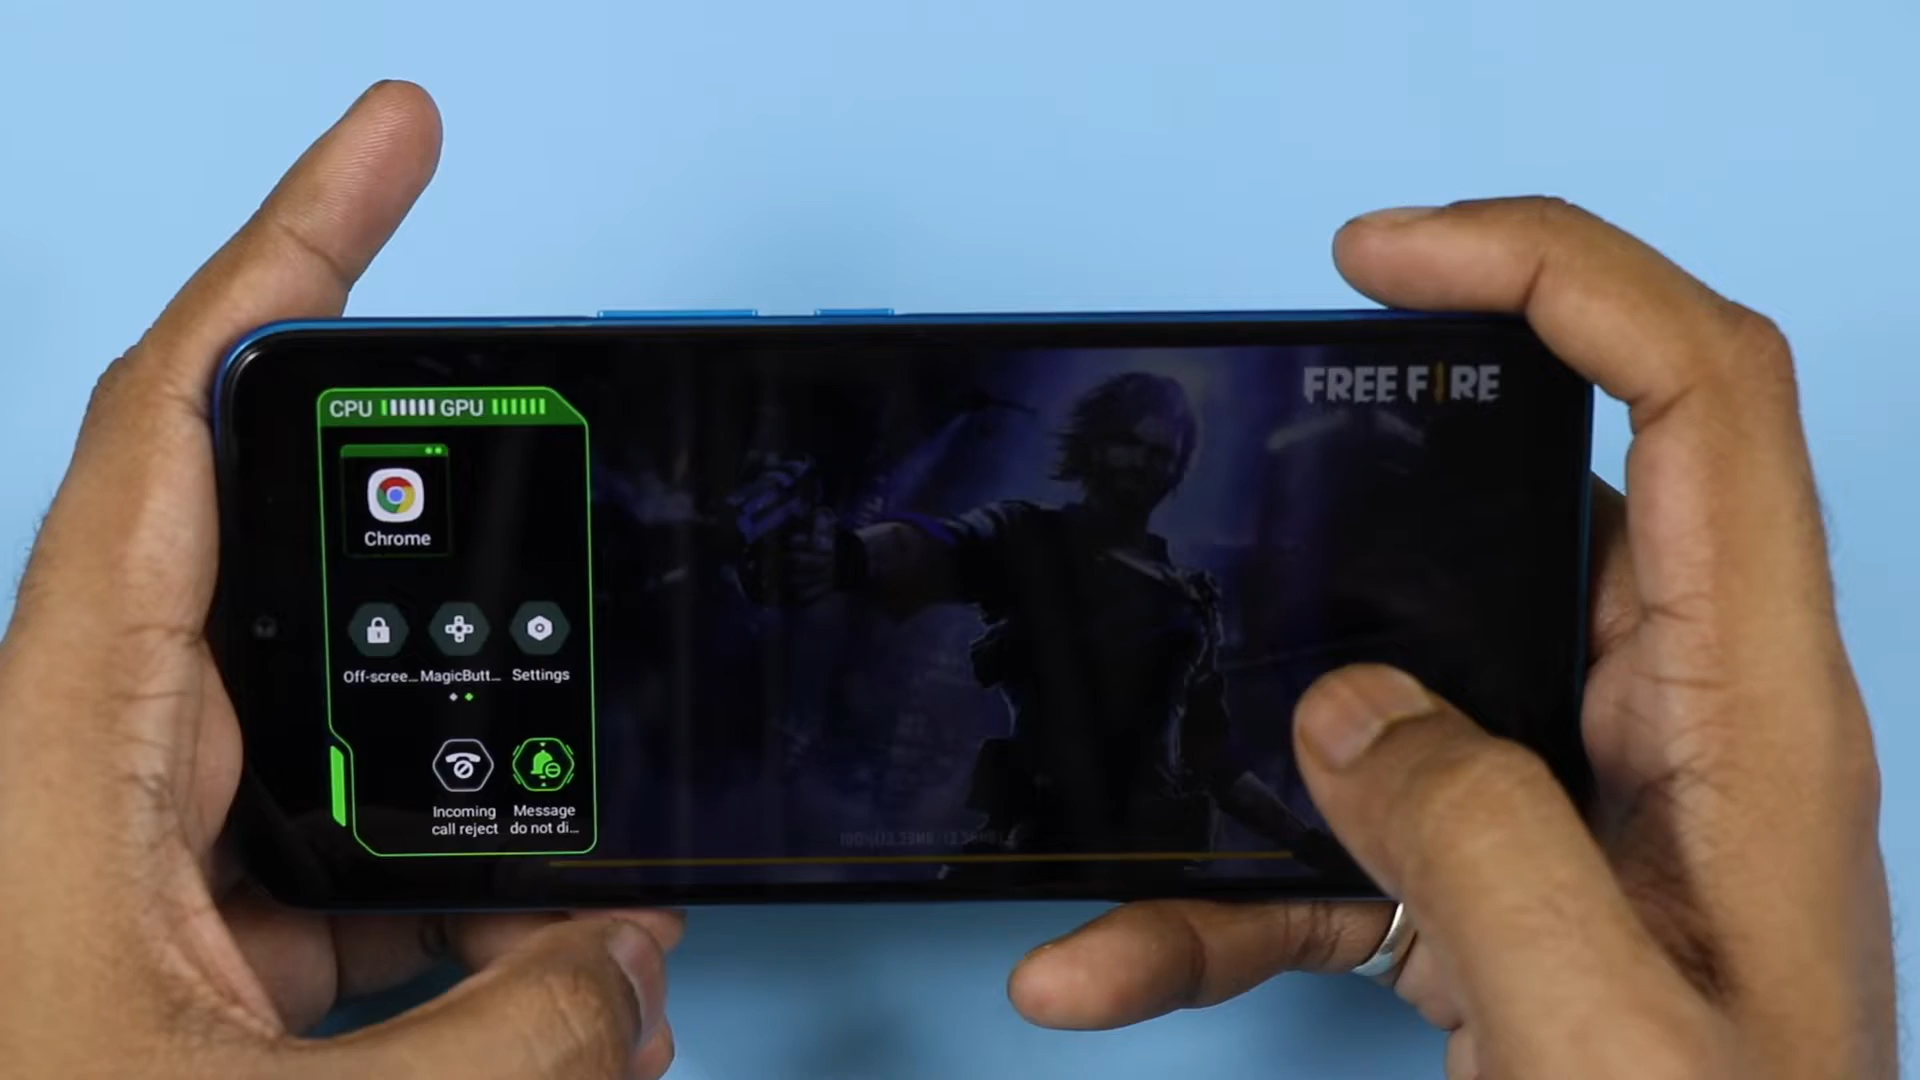 CPU GPU
FREE FIRE
Chrome
Off-scree... MagicButt... Settings
Incoming call reject
Message do not di...